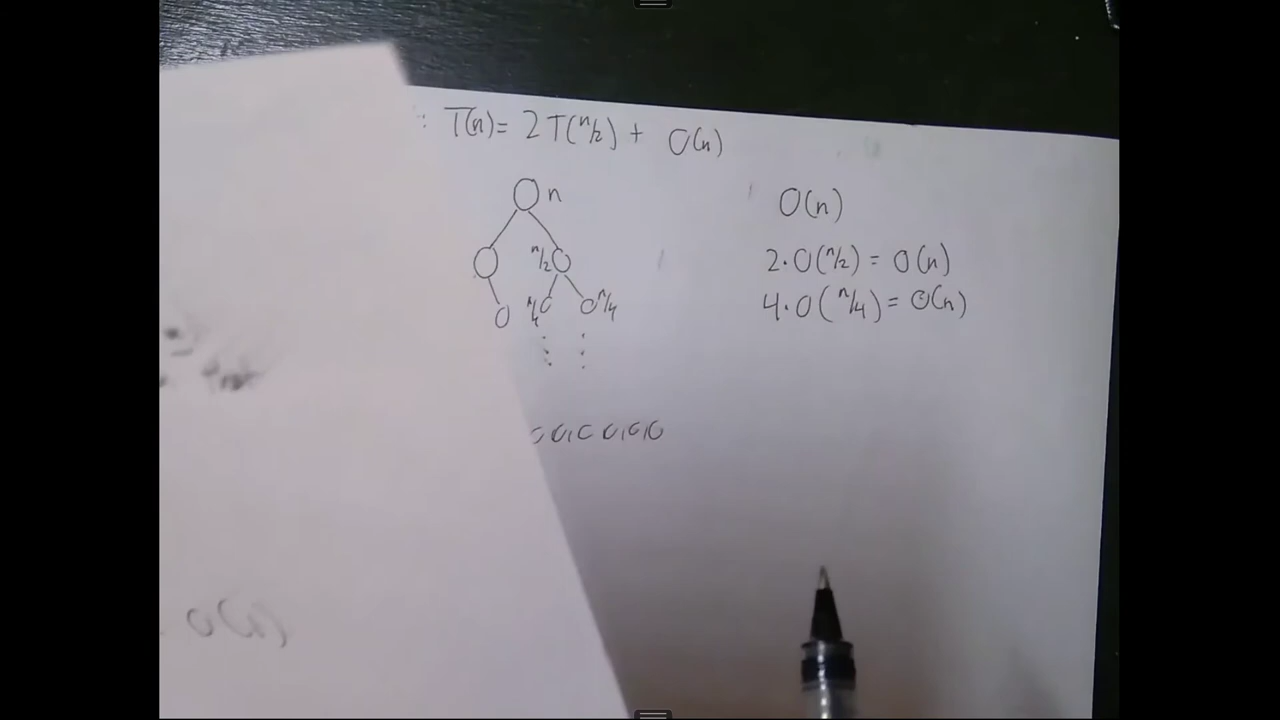 : T(n) = 2T(n/2) + O(n)
n
O(n)
n/2
2·O(n/2) = O(n)
n/4 n/4
4·O(n/4) = O(n)